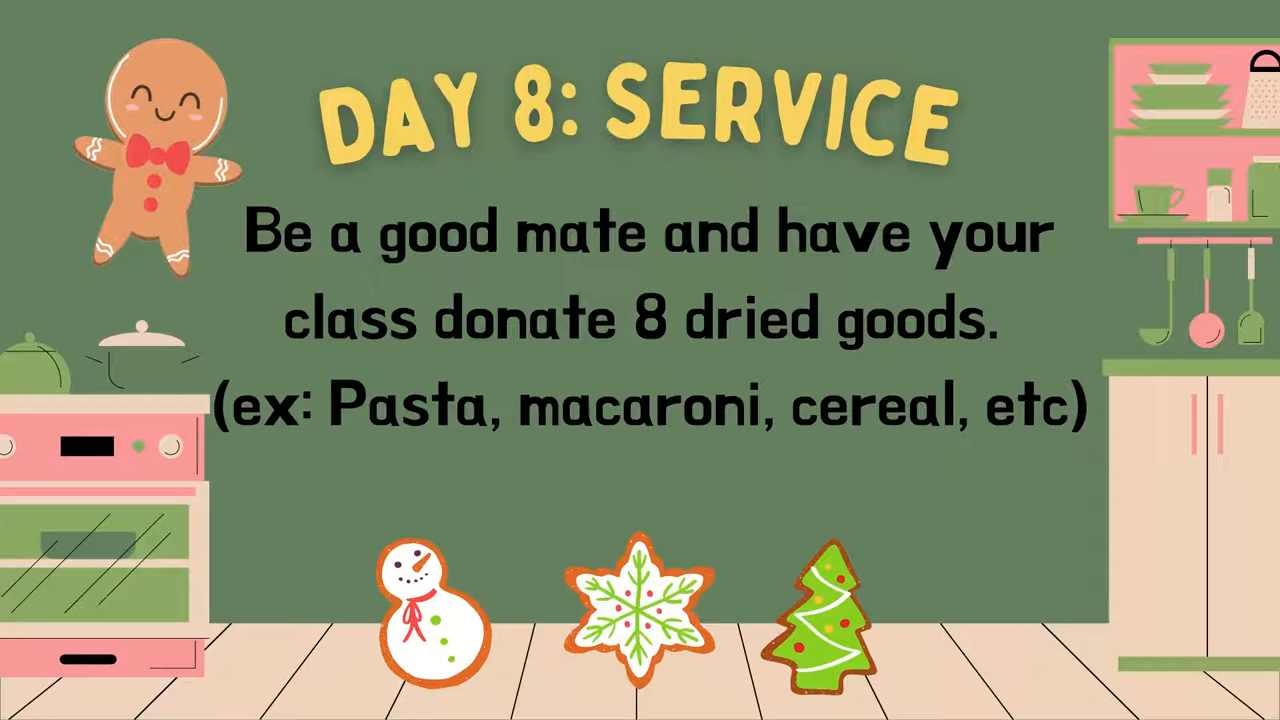 DAY 8: SERVICE
Be a good mate and have your
class donate 8 dried goods.
(ex: Pasta, macaroni, cereal, etc)